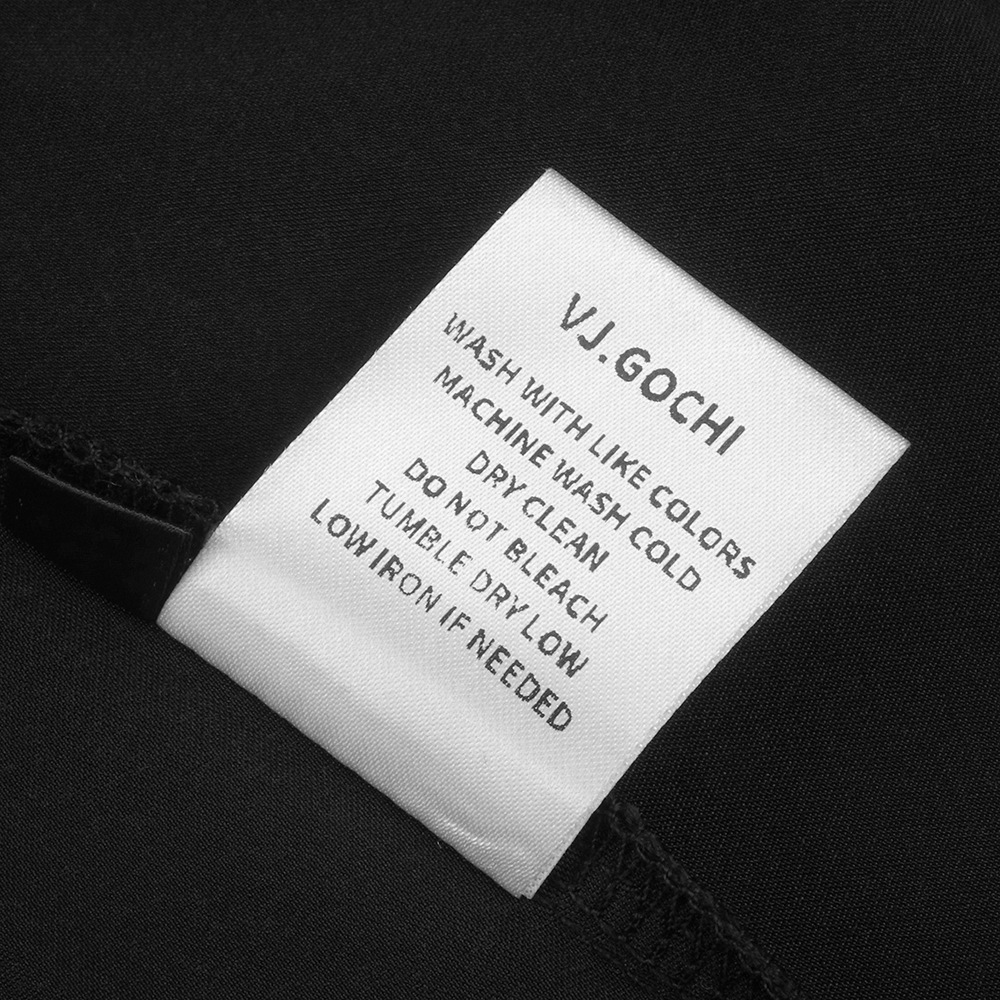 VJ.GOCHI
WASH WITH LIKE COLORS
MACHINE WASH COLD
DRY CLEAN
DO NOT BLEACH
TUMBLE DRY LOW
LOW IRON IF NEEDED